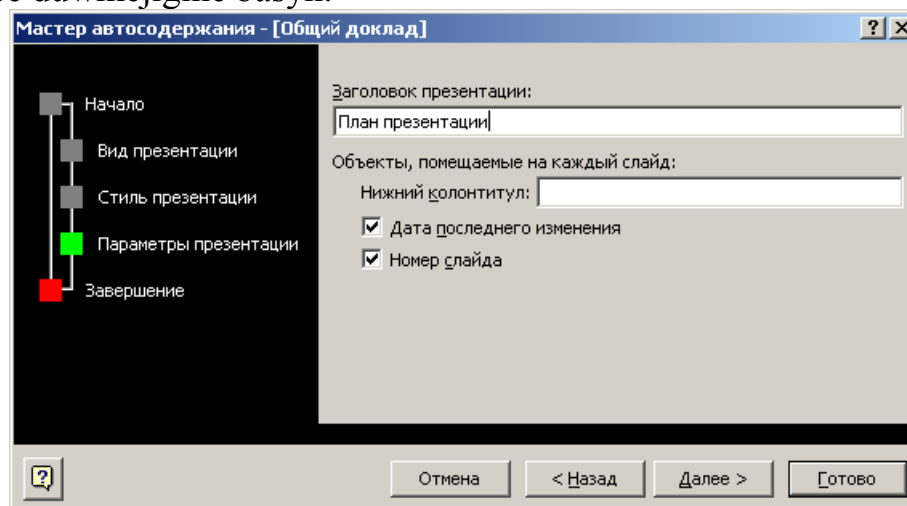 Мастер автосодержания - [Общий доклад]
Начало
Вид презентации
Стиль презентации
Параметры презентации
Завершение
Заголовок презентации:
План презентации
Объекты, помещаемые на каждый слайд:
Нижний колонтитул:
Дата последнего изменения
Номер слайда
Отмена
< Назад
Далее >
Готово